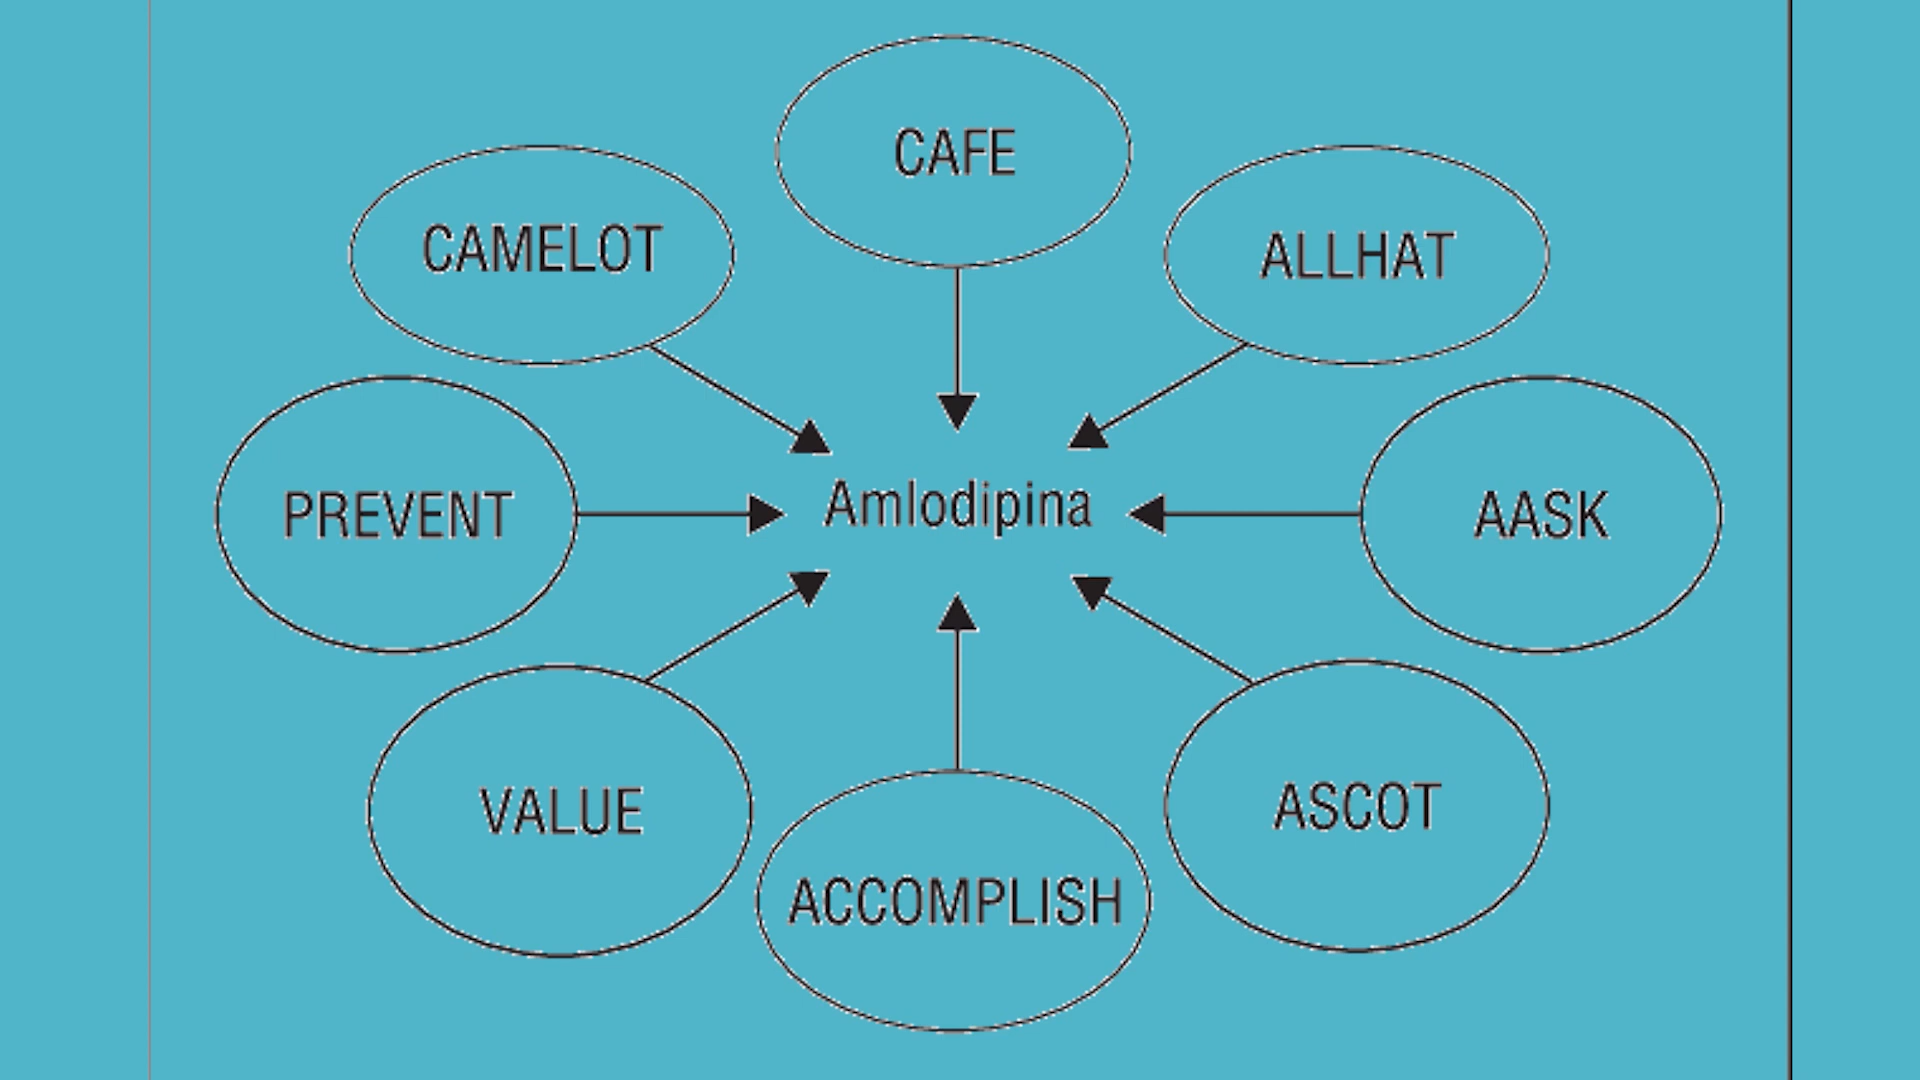 CAFE
CAMELOT
ALLHAT
PREVENT
Amlodipina
AASK
VALUE
ASCOT
ACCOMPLISH